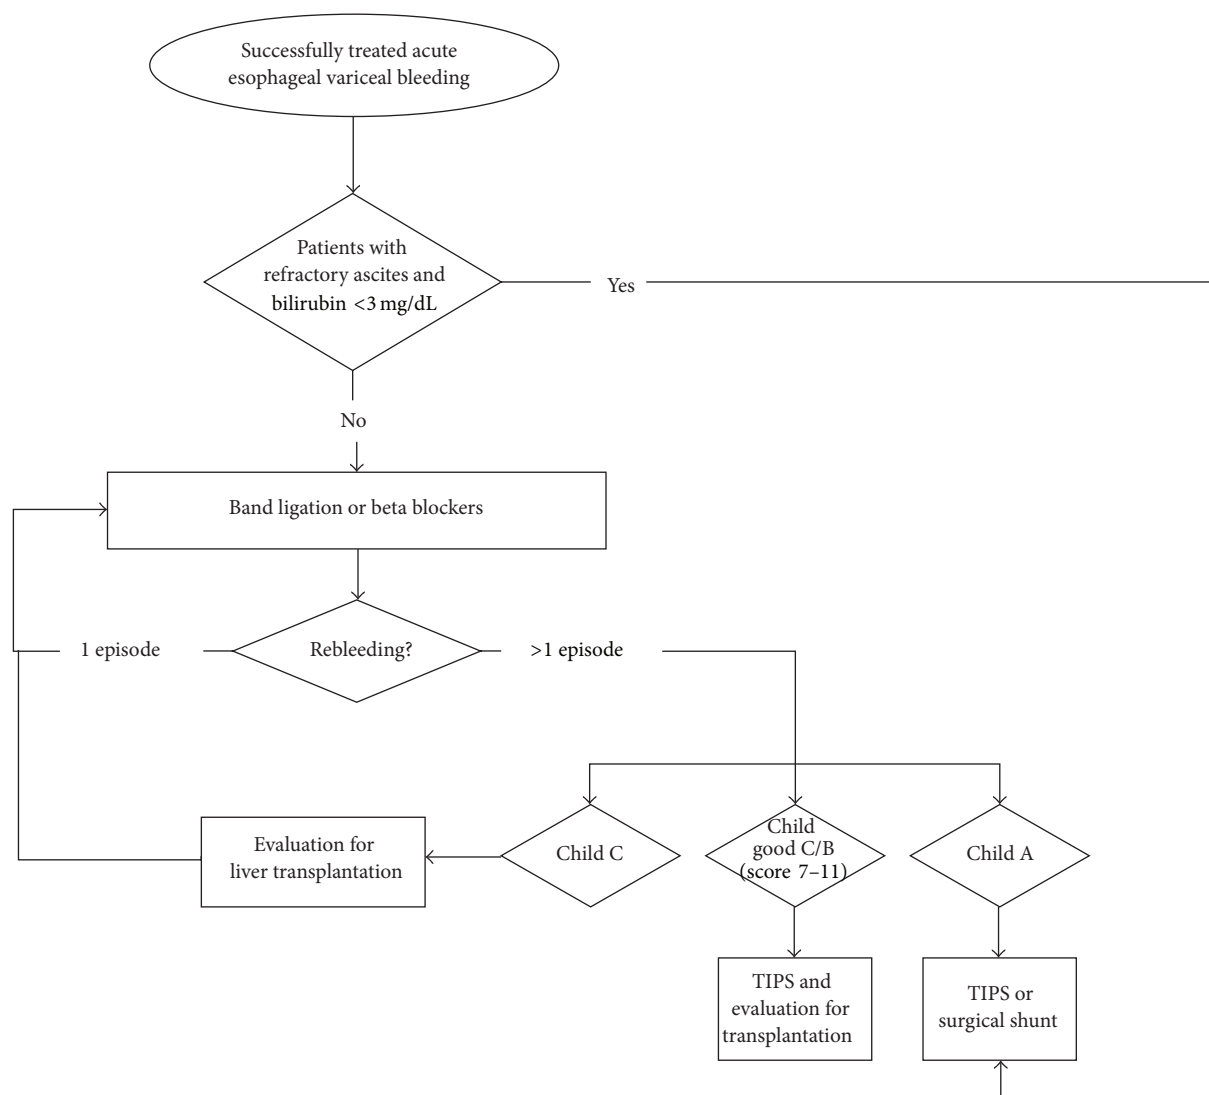 Successfully treated acute
esophageal variceal bleeding
Patients with
refractory ascites and
bilirubin <3 mg/dL
Yes
No
Band ligation or beta blockers
1 episode
Rebleeding?
>1 episode
Evaluation for
liver transplantation
Child C
Child
good C/B
(score 7–11)
Child A
TIPS and
evaluation for
transplantation
TIPS or
surgical shunt